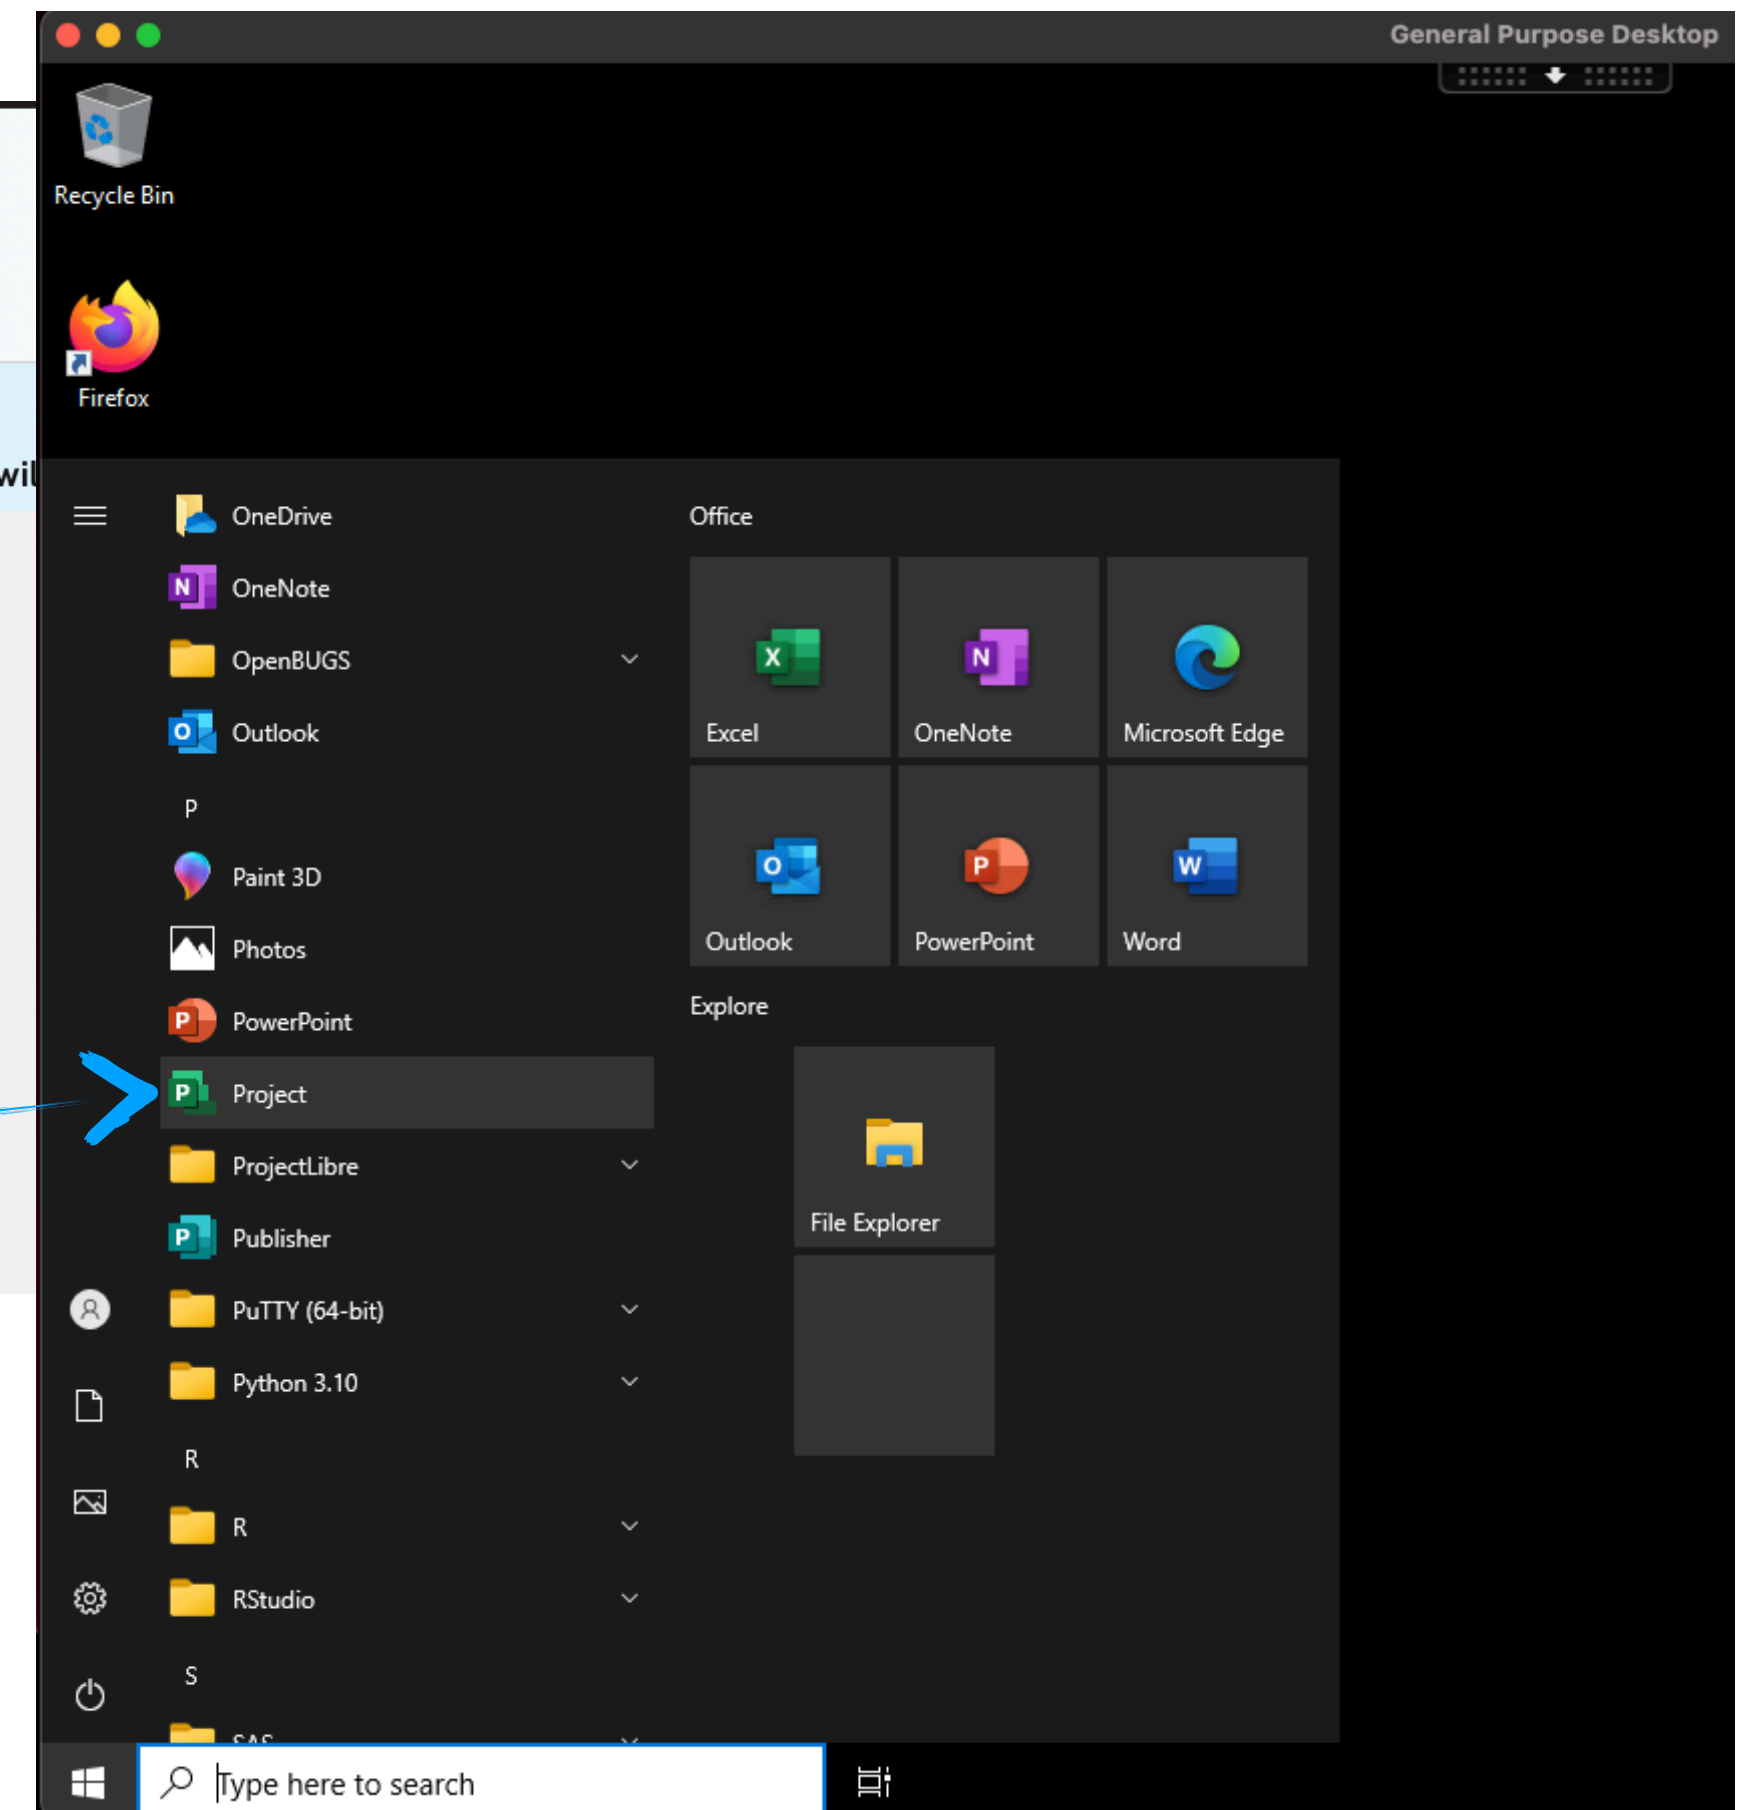 General Purpose Desktop
Recycle Bin
Firefox
OneDrive
OneNote
OpenBUGS
Outlook
P
Paint 3D
Photos
PowerPoint
Project
ProjectLibre
Publisher
PuTTY (64-bit)
Python 3.10
R
R
RStudio
S
SAS
Office
Excel
OneNote
Microsoft Edge
Outlook
PowerPoint
Word
Explore
File Explorer
Type here to search